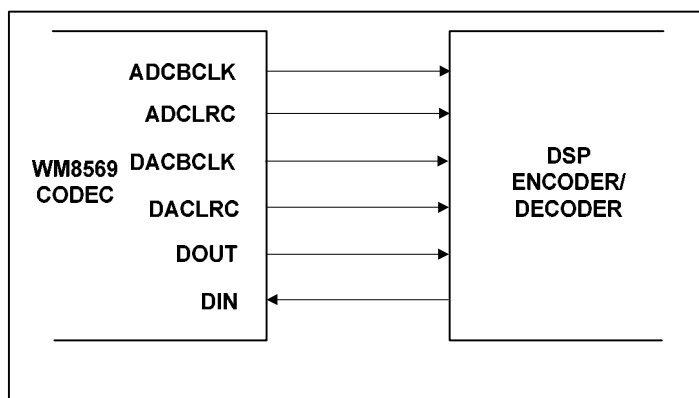 ADCBCLK
ADCLRC
WM8569
CODEC
DACBCLK
DACLRC
DOUT
DIN
DSP
ENCODER/
DECODER